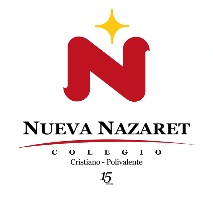 N
NUEVA NAZARET
COLEGIO
Cristiano - Polivalente
15